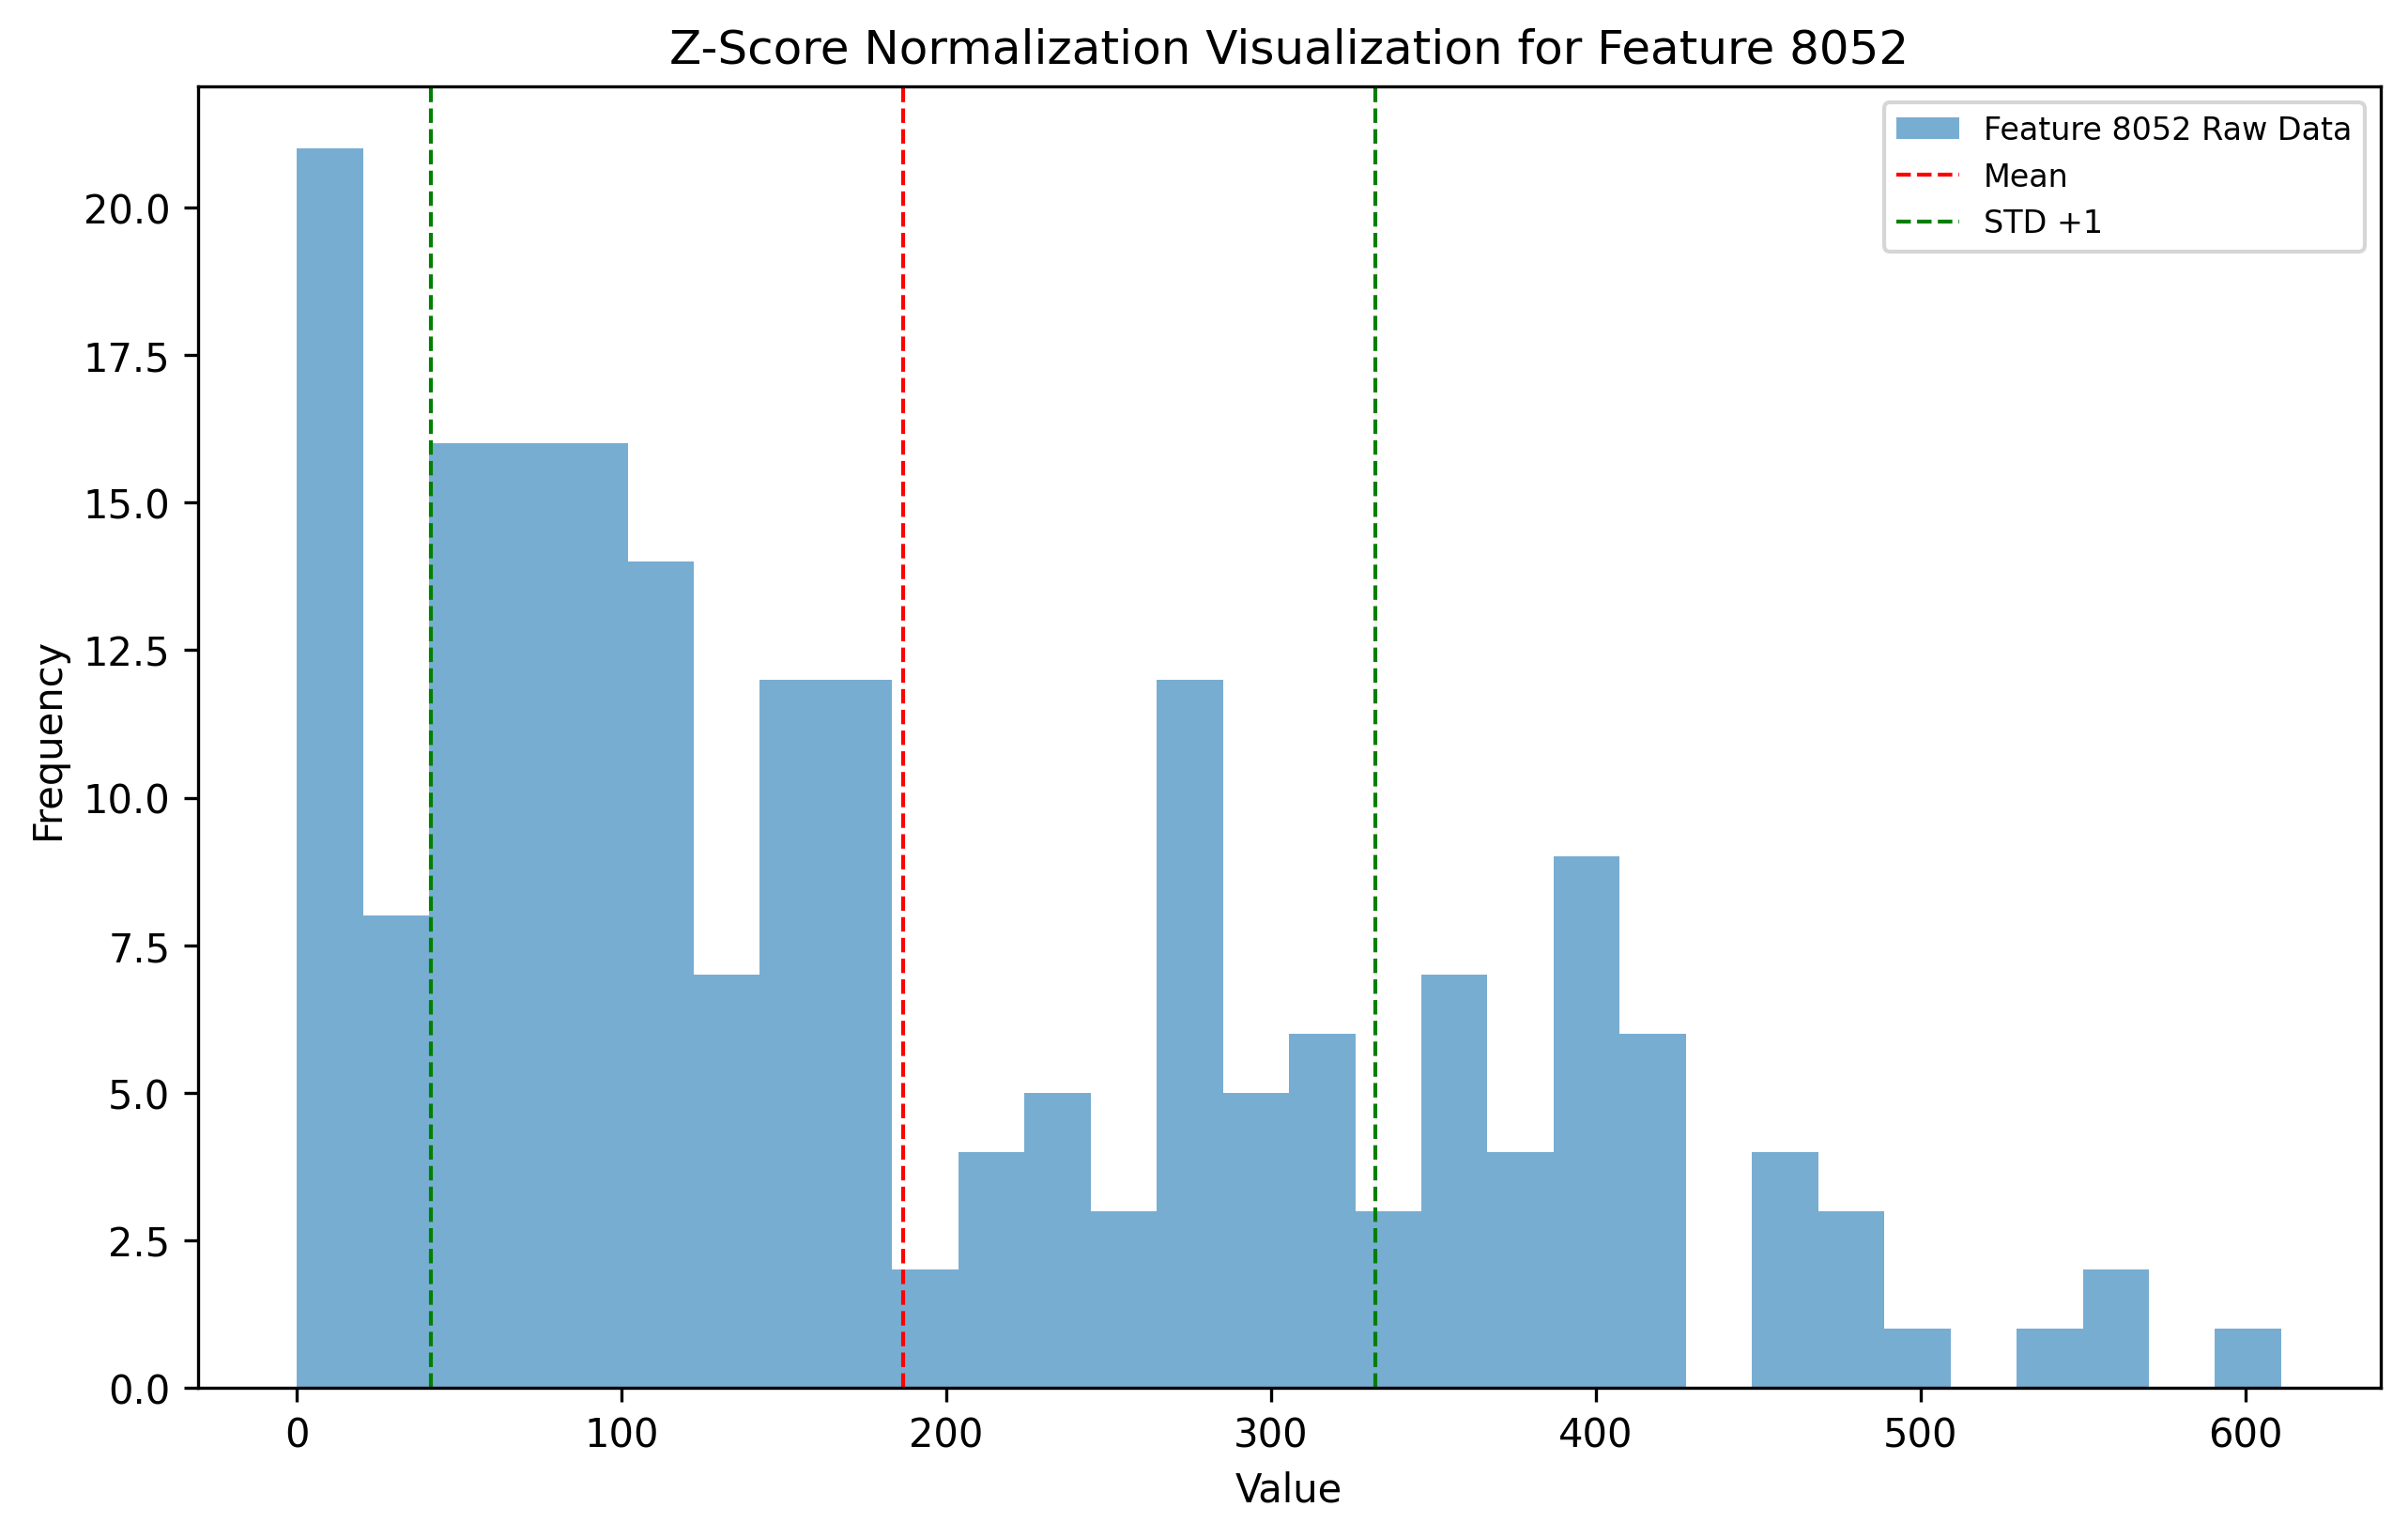 Z-Score Normalization Visualization for Feature 8052
Feature 8052 Raw Data
Mean
STD +1
20.0
17.5
15.0
12.5
10.0
7.5
5.0
2.5
0.0
Frequency
0 100 200 300 400 500 600
Value